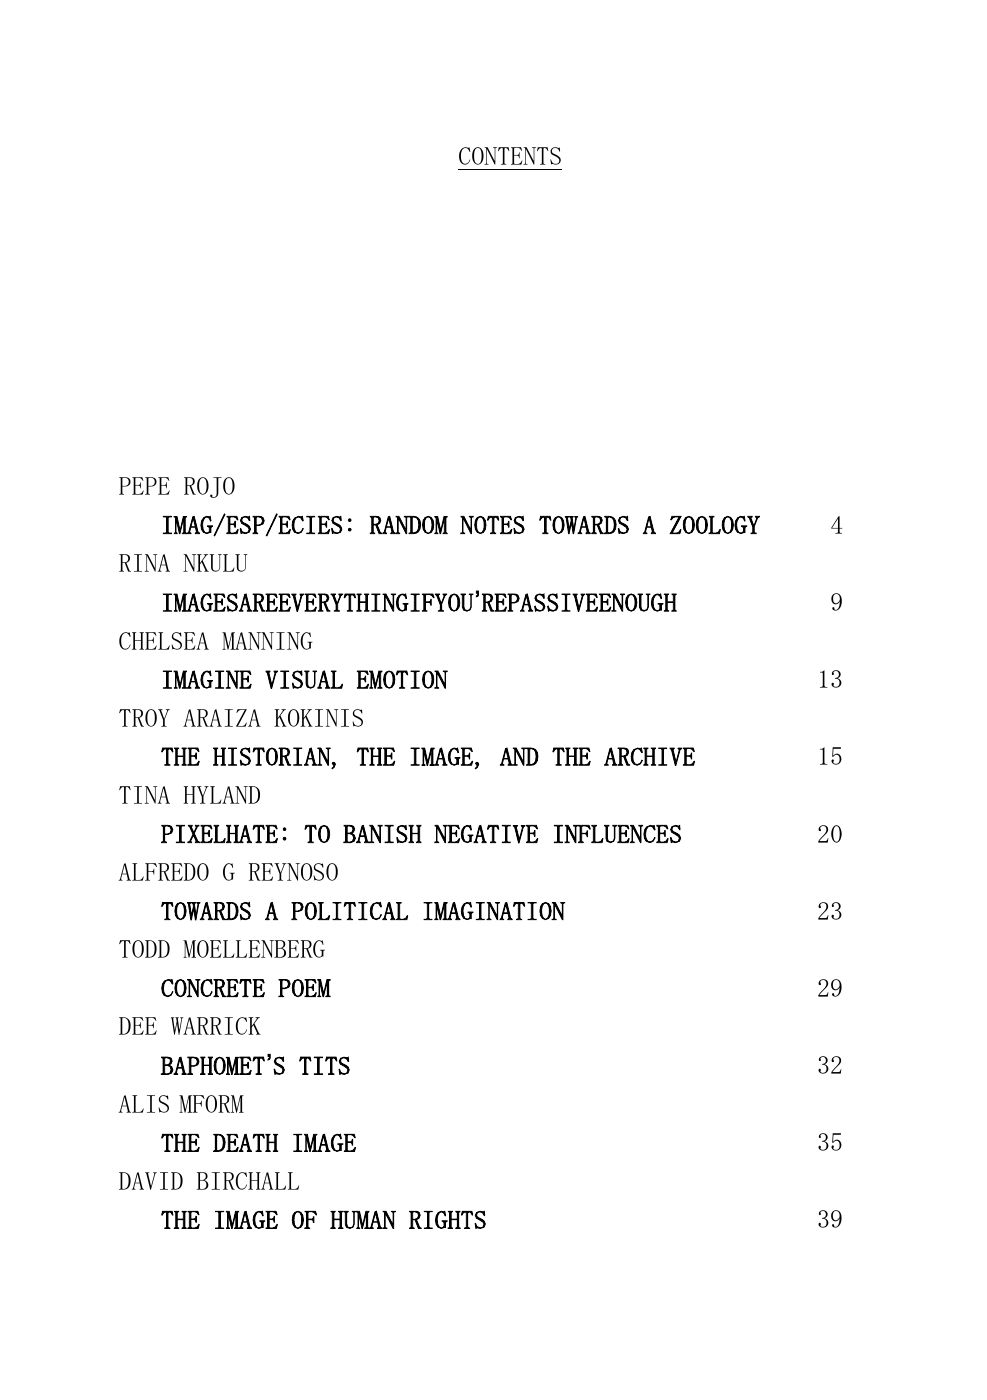 CONTENTS
PEPE ROJO
IMAG/ESP/ECIES: RANDOM NOTES TOWARDS A ZOOLOGY 4
RINA NKULU
IMAGESAREEVERYTHINGIFYOU'REPASSIVEENOUGH 9
CHELSEA MANNING
IMAGINE VISUAL EMOTION 13
TROY ARAIZA KOKINIS
THE HISTORIAN, THE IMAGE, AND THE ARCHIVE 15
TINA HYLAND
PIXELHATE: TO BANISH NEGATIVE INFLUENCES 20
ALFREDO G REYNOSO
TOWARDS A POLITICAL IMAGINATION 23
TODD MOELLENBERG
CONCRETE POEM 29
DEE WARRICK
BAPHOMET'S TITS 32
ALIS MFORM
THE DEATH IMAGE 35
DAVID BIRCHALL
THE IMAGE OF HUMAN RIGHTS 39